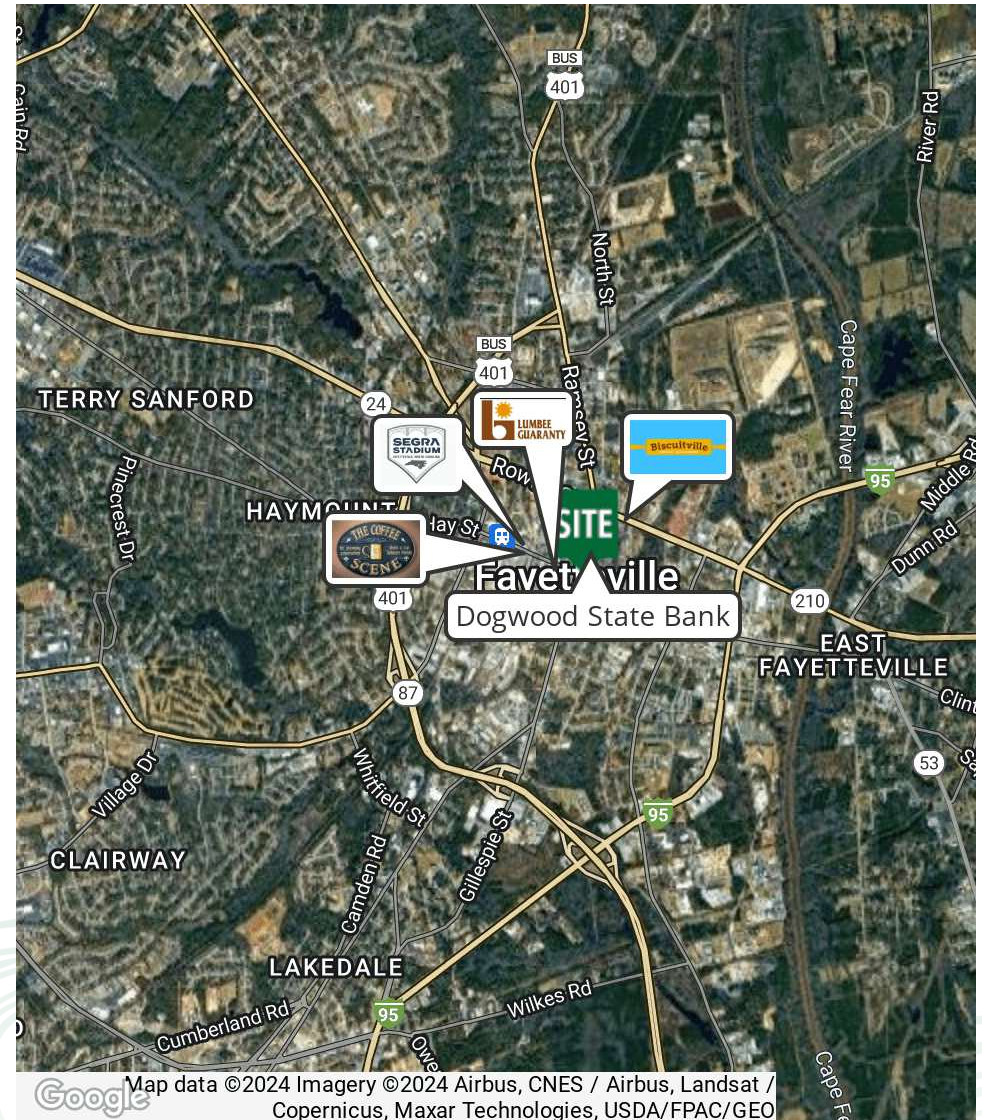 BUS
401
Cain Rd
River Rd
North St
Cape Fear River
BUS
401
TERRY SANFORD
24
Ramsey St
LUMBEE
GUARANTY
SEGRA
STADIUM
Biscuitville
Middle Rd
95
Pinecrest Dr
HAYMOUNT
Hay St
SITE
THE COFFEE
SCENE
Dunn Rd
Fayetteville
401
Dogwood State Bank
210
EAST
FAYETTEVILLE
87
53
Village Dr
Whitfield St
95
Gillespie St
CLAIRWAY
Camden Rd
LAKEDALE
Wilkes Rd
95
Cumberland Rd
Google
Map data ©2024 Imagery ©2024 Airbus, CNES / Airbus, Landsat /
Copernicus, Maxar Technologies, USDA/FPAC/GEO